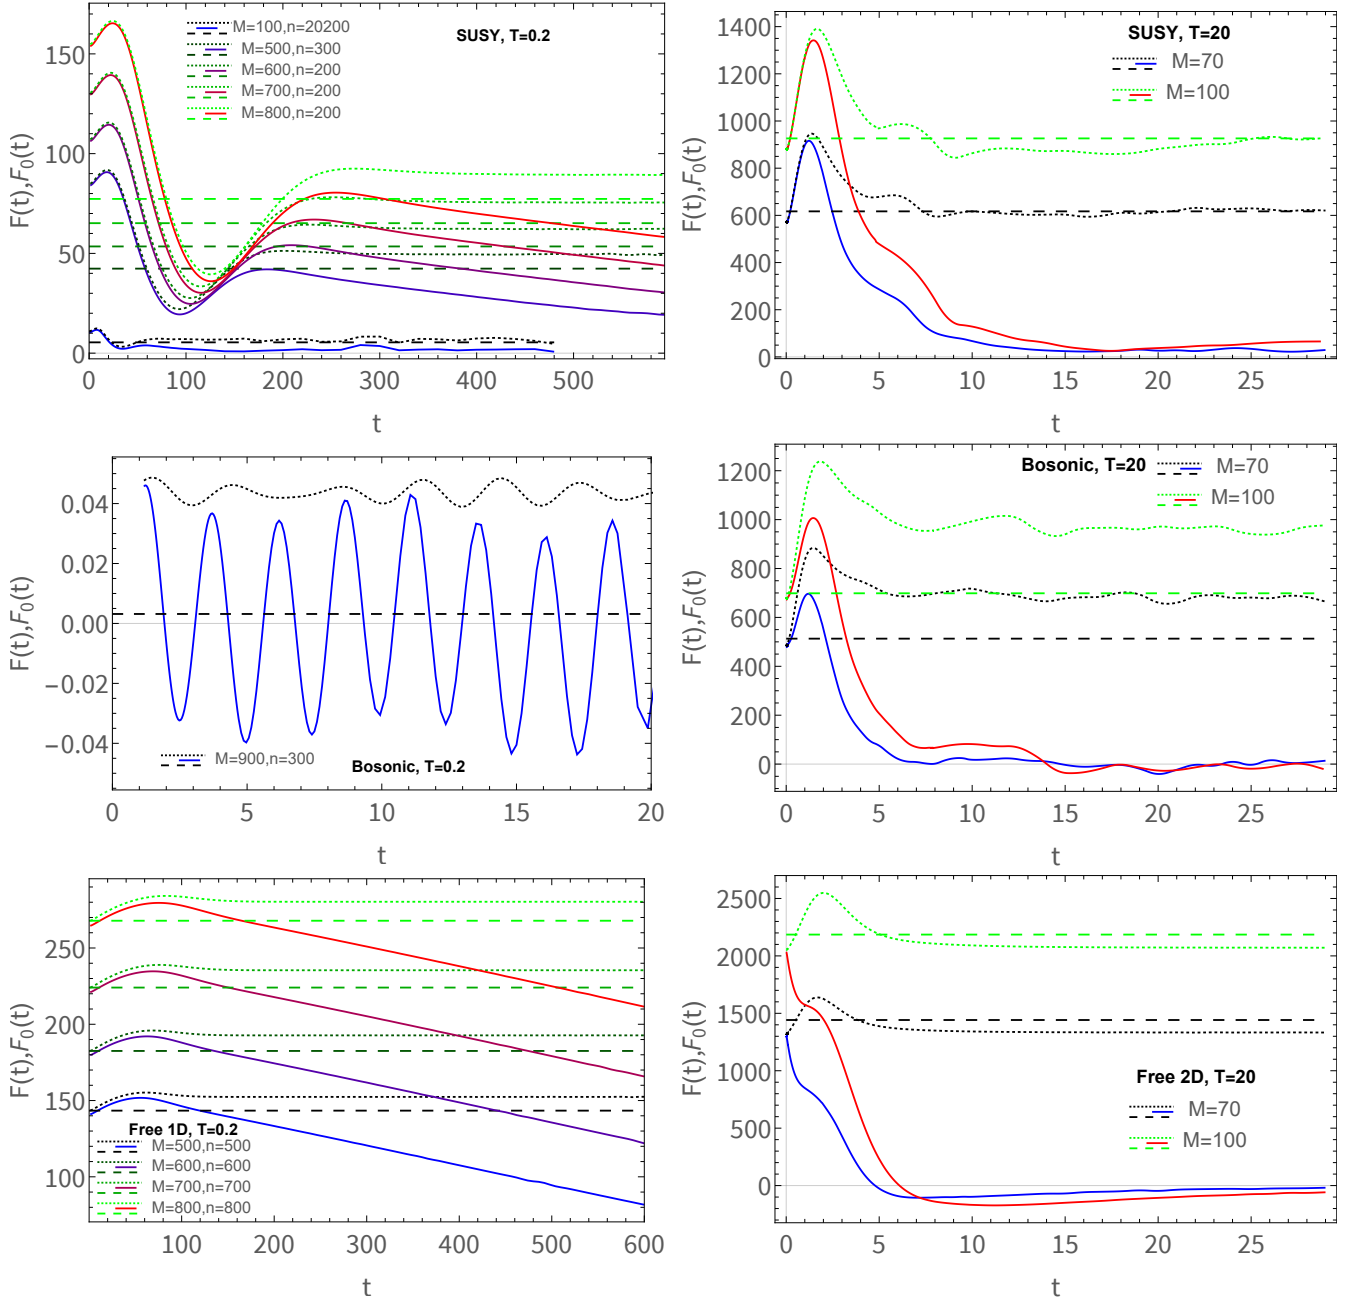 SUSY, T=0.2
M=100,n=20200
M=500,n=300
M=600,n=200
M=700,n=200
M=800,n=200
F(t),F₀(t)
150
100
50
0
0 100 200 300 400 500
t
SUSY, T=20
M=70
M=100
F(t),F₀(t)
1400
1200
1000
800
600
400
200
0
0 5 10 15 20 25
t
F(t),F₀(t)
0.04
0.02
0.00
−0.02
−0.04
M=900,n=300
Bosonic, T=0.2
0 5 10 15 20
t
Bosonic, T=20
M=70
M=100
F(t),F₀(t)
1200
1000
800
600
400
200
0
0 5 10 15 20 25
t
F(t),F₀(t)
250
200
150
100
Free 1D, T=0.2
M=500,n=500
M=600,n=600
M=700,n=700
M=800,n=800
100 200 300 400 500 600
t
F(t),F₀(t)
2500
2000
1500
1000
500
0
Free 2D, T=20
M=70
M=100
0 5 10 15 20 25
t